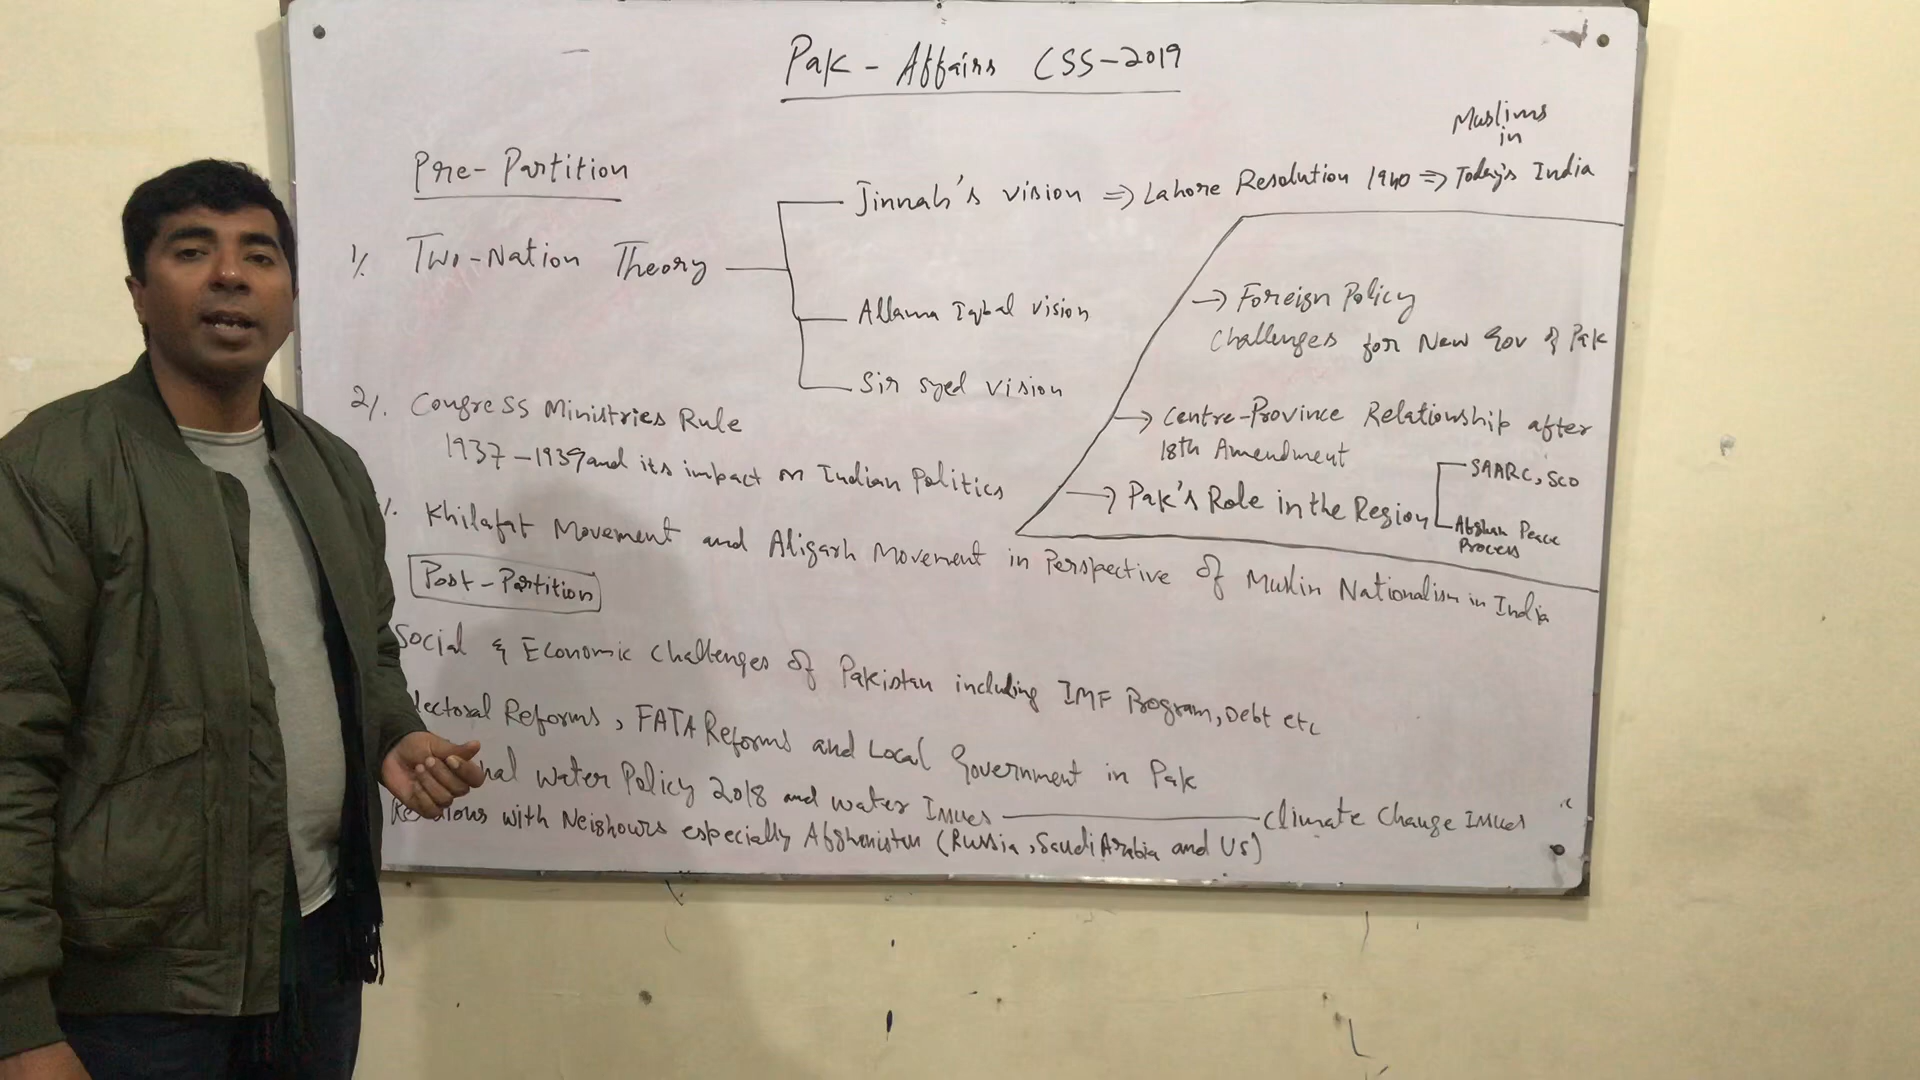 Pak - Affairs CSS-2019
Pre-Partition
1/. Two-Nation Theory
Jinnah's vision ⇒ Lahore Resolution 1940 ⇒ Today's India
Muslims
in
Allama Iqbal vision
Sir Syed vision
2/. Congress Ministries Rule
1937-1939 and its impact on Indian Politics
Khilafat Movement and Aligarh Movement in Perspective of Muslim Nationalism in India
→ Foreign Policy
Challenges for New Gov of Pak
→ Centre-Province Relationship after
18th Amendment
→ Pak's Role in the Region
SAARC, SCO
Afghan Peace
Process
Post-Partition
Social & Economic Challenges of Pakistan including IMF Program, Debt etc
lectoral Reforms, FATA Reforms and Local Government in Pak
nal Water Policy 2018 and Water Issues — Climate Change Issues
Relations with Neighours especially Afghanistan (Russia, Saudi Arabia and US)